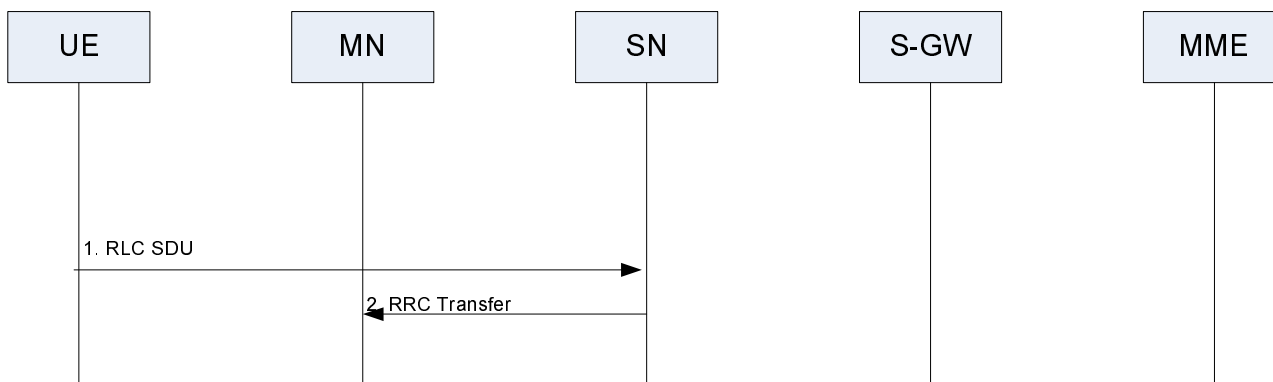 UE
MN
SN
S-GW
MME
1. RLC SDU
2. RRC Transfer